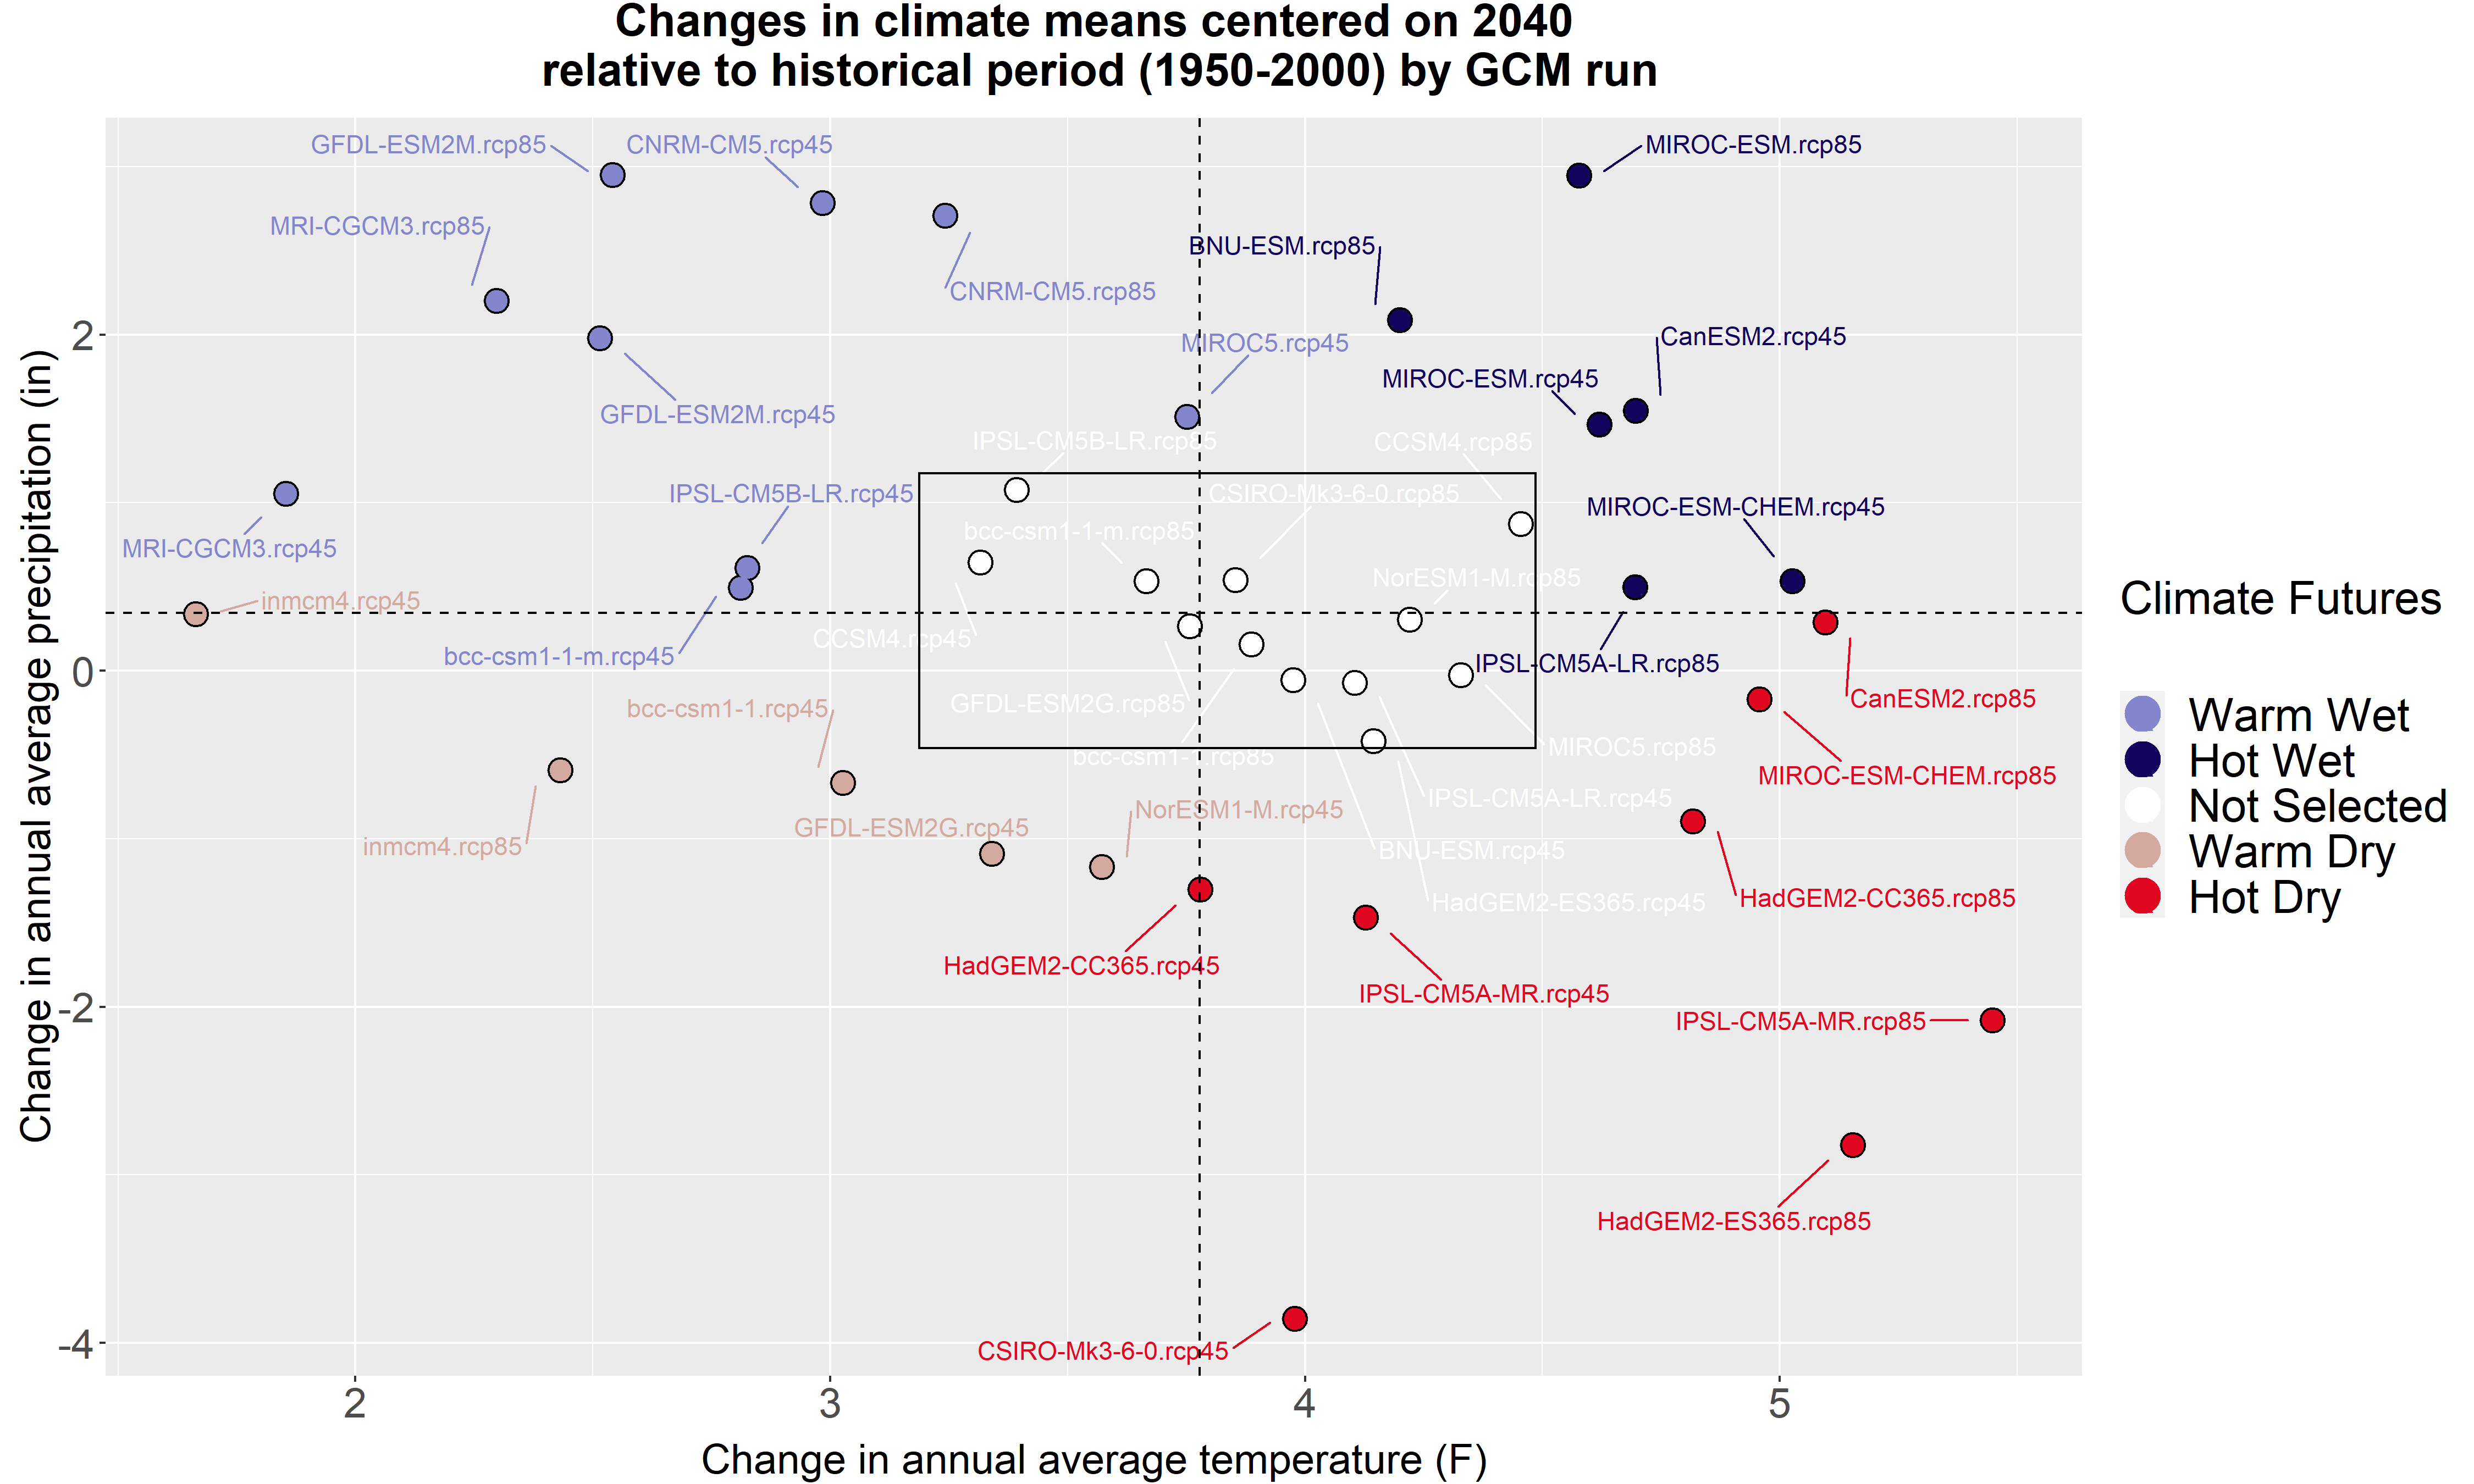 Changes in climate means centered on 2040
relative to historical period (1950-2000) by GCM run
GFDL-ESM2M.rcp85
CNRM-CM5.rcp45
MIROC-ESM.rcp85
MRI-CGCM3.rcp85
BNU-ESM.rcp85
CNRM-CM5.rcp85
CanESM2.rcp45
MIROC5.rcp45
MIROC-ESM.rcp45
GFDL-ESM2M.rcp45
IPSL-CM5B-LR.rcp85
CCSM4.rcp85
IPSL-CM5B-LR.rcp45
CSIRO-Mk3-6-0.rcp85
MIROC-ESM-CHEM.rcp45
bcc-csm1-1-m.rcp85
MRI-CGCM3.rcp45
NorESM1-M.rcp85
inmcm4.rcp45
CCSM4.rcp45
bcc-csm1-1-m.rcp45
IPSL-CM5A-LR.rcp85
GFDL-ESM2G.rcp85
CanESM2.rcp85
bcc-csm1-1.rcp45
MIROC5.rcp85
bcc-csm1-1.rcp85
MIROC-ESM-CHEM.rcp85
IPSL-CM5A-LR.rcp45
NorESM1-M.rcp45
GFDL-ESM2G.rcp45
inmcm4.rcp85
BNU-ESM.rcp45
HadGEM2-CC365.rcp85
HadGEM2-ES365.rcp45
HadGEM2-CC365.rcp45
IPSL-CM5A-MR.rcp45
IPSL-CM5A-MR.rcp85
HadGEM2-ES365.rcp85
CSIRO-Mk3-6-0.rcp45
2
0
-2
-4
2
3
4
5
Change in annual average precipitation (in)
Change in annual average temperature (F)
Climate Futures
Warm Wet
Hot Wet
Not Selected
Warm Dry
Hot Dry